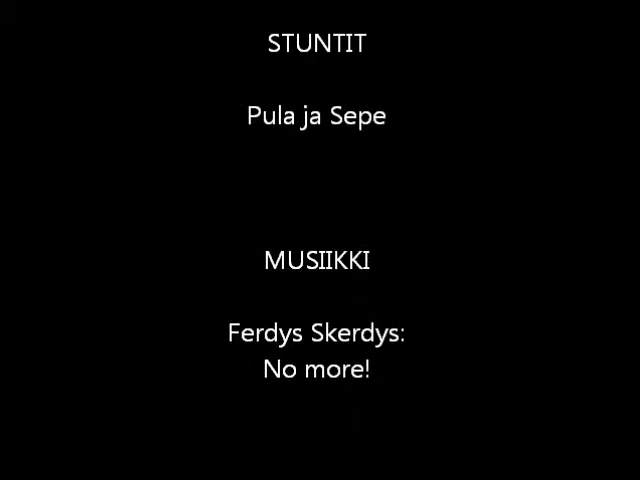 STUNTIT
Pula ja Sepe
MUSIIKKI
Ferdys Skerdys:
No more!